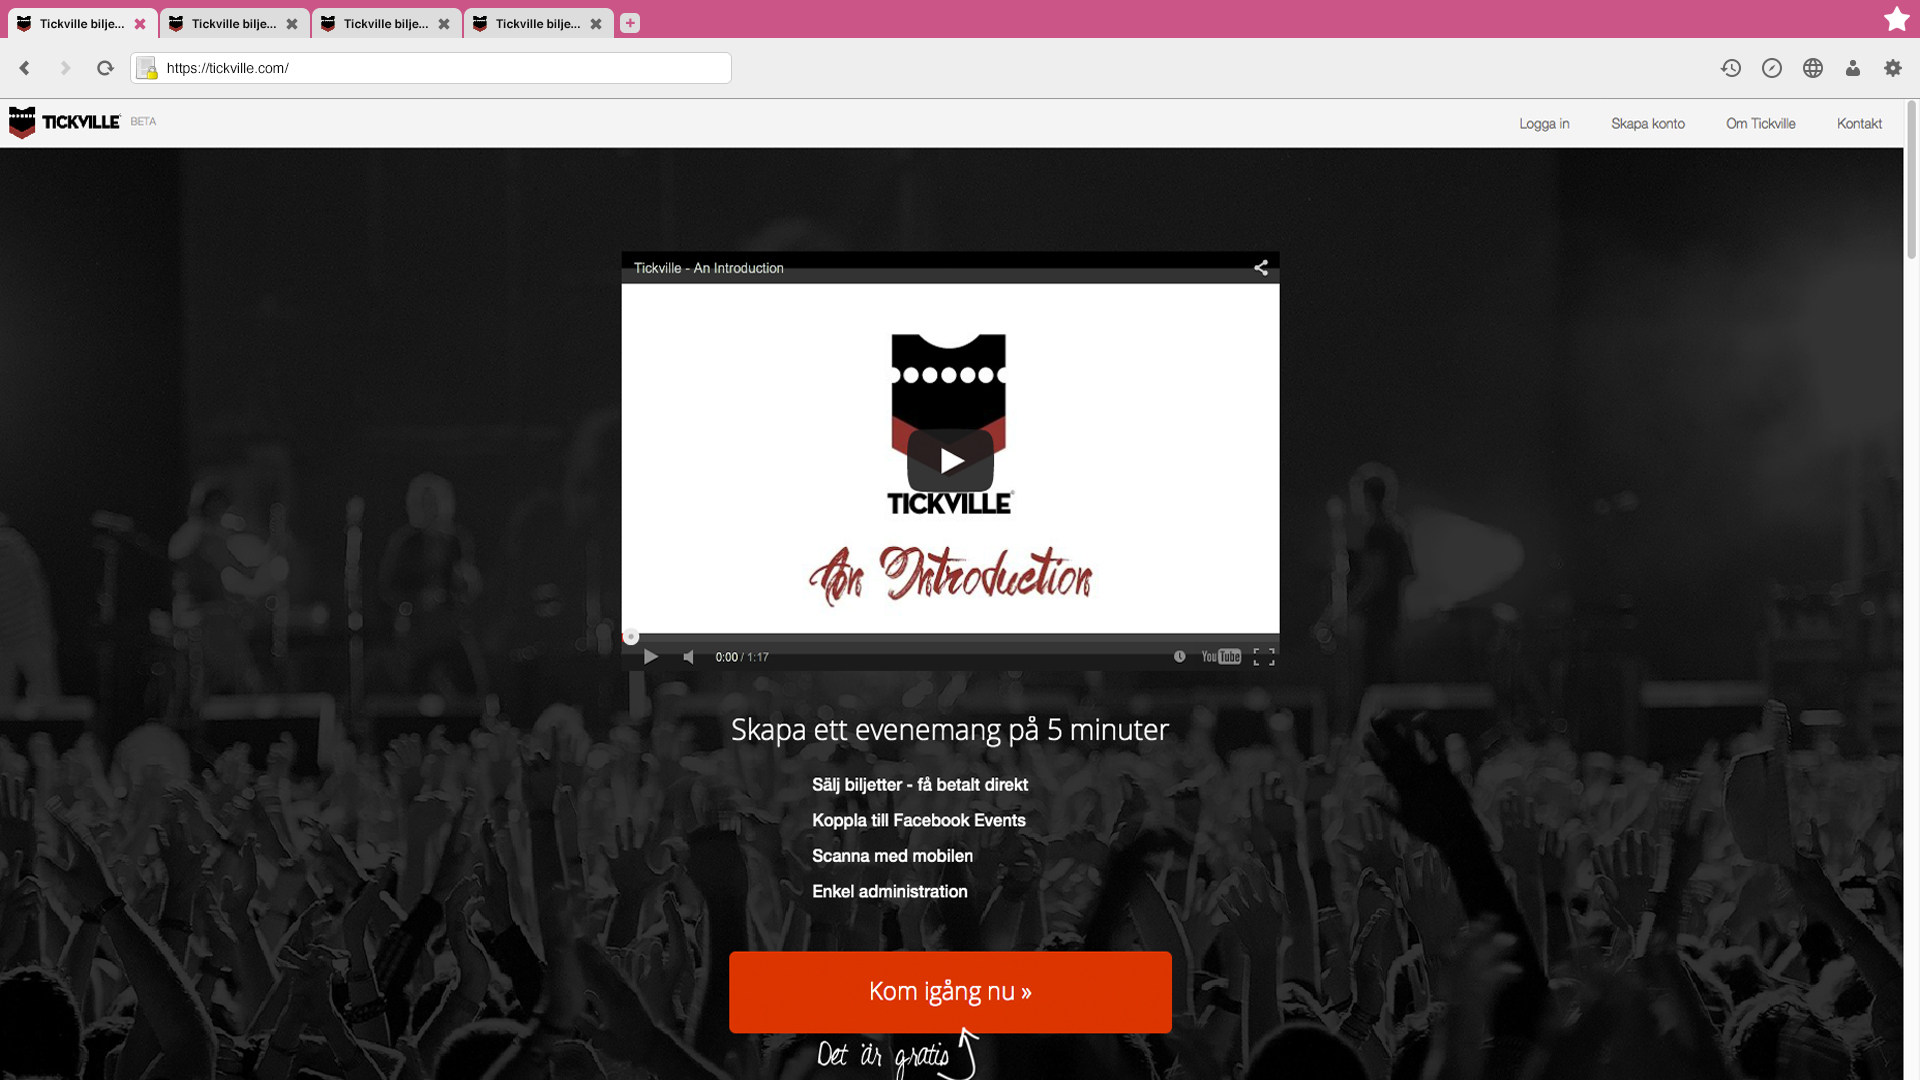 Tickville bilje...
Tickville bilje...
Tickville bilje...
Tickville bilje...
https://tickville.com/
TICKVILLE BETA
Logga in
Skapa konto
Om Tickville
Kontakt
Tickville - An Introduction
TICKVILLE
An Introduction
0:00 / 1:17
YouTube
Skapa ett evenemang på 5 minuter
Sälj biljetter - få betalt direkt
Koppla till Facebook Events
Scanna med mobilen
Enkel administration
Kom igång nu »
Det är gratis